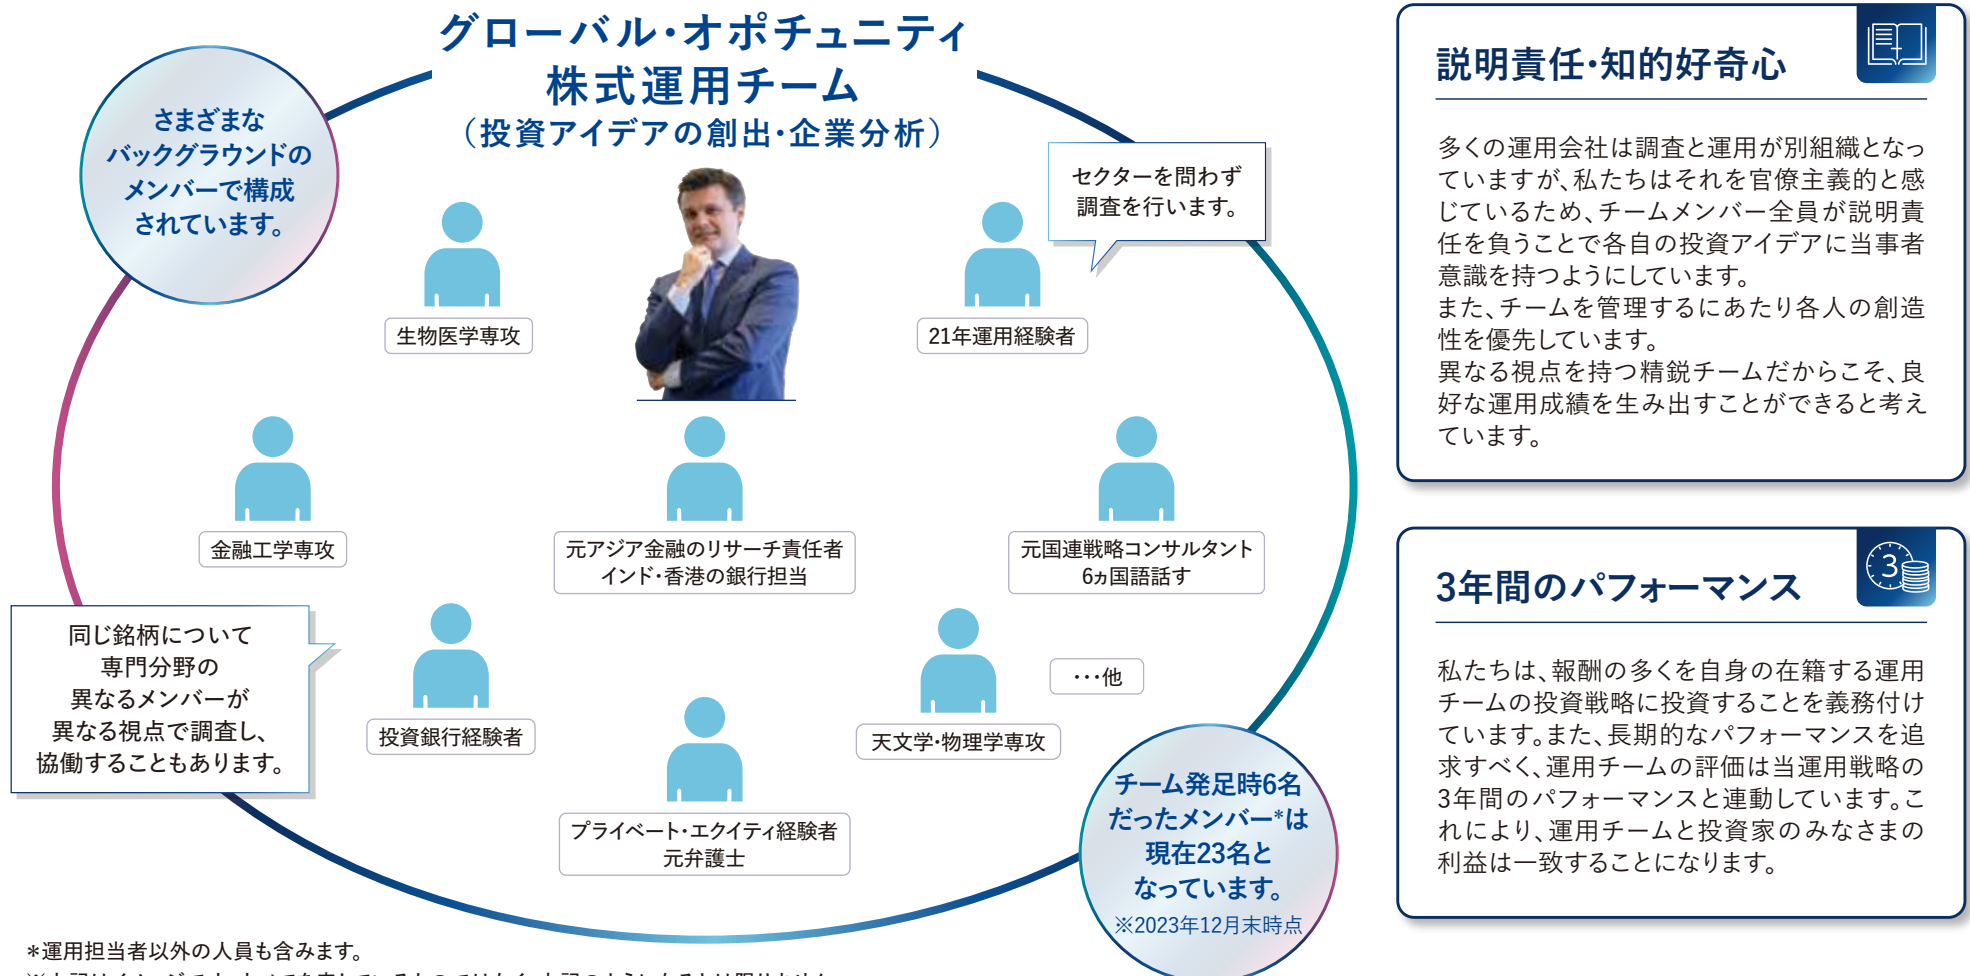 グローバル・オポチュニティ
株式運用チーム
（投資アイデアの創出・企業分析）
さまざまな
バックグラウンドの
メンバーで構成
されています。
セクターを問わず
調査を行います。
生物医学専攻
21年運用経験者
金融工学専攻
元アジア金融のリサーチ責任者
インド・香港の銀行担当
元国連戦略コンサルタント
6ヵ国語話す
同じ銘柄について
専門分野の
異なるメンバーが
異なる視点で調査し、
協働することもあります。
投資銀行経験者
プライベート・エクイティ経験者
元弁護士
天文学・物理学専攻
・・・他
チーム発足時6名
だったメンバー*は
現在23名と
なっています。
※2023年12月末時点
*運用担当者以外の人員も含みます。
説明責任・知的好奇心
多くの運用会社は調査と運用が別組織となっ
ていますが、私たちはそれを官僚主義的と感
じているため、チームメンバー全員が説明責
任を負うことで各自の投資アイデアに当事者
意識を持つようにしています。
また、チームを管理するにあたり各人の創造
性を優先しています。
異なる視点を持つ精鋭チームだからこそ、良
好な運用成績を生み出すことができると考え
ています。
3
3年間のパフォーマンス
私たちは、報酬の多くを自身の在籍する運用
チームの投資戦略に投資することを義務付け
ています。また、長期的なパフォーマンスを追
求すべく、運用チームの評価は当運用戦略の
3年間のパフォーマンスと連動しています。こ
れにより、運用チームと投資家のみなさまの
利益は一致することになります。